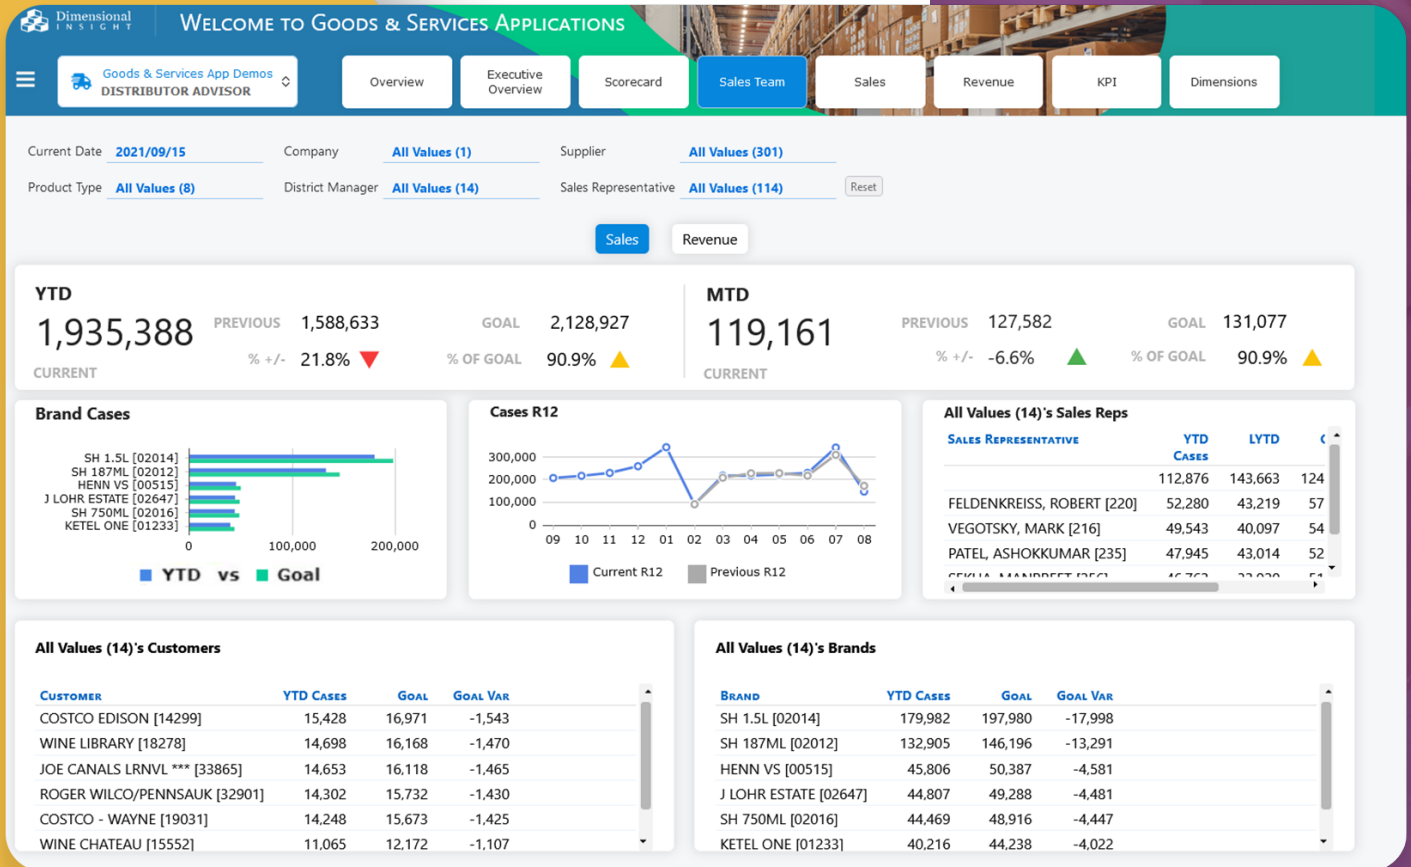 Dimensional
INSIGHT
WELCOME TO GOODS & SERVICES APPLICATIONS
Goods & Services App Demos
DISTRIBUTOR ADVISOR
Overview
Executive
Overview
Scorecard
Sales Team
Sales
Revenue
KPI
Dimensions
Current Date 2021/09/15 Company All Values (1) Supplier All Values (301)
Product Type All Values (8) District Manager All Values (14) Sales Representative All Values (114) Reset
Sales Revenue
YTD
1,935,388 PREVIOUS 1,588,633 GOAL 2,128,927
% +/- 21.8% % OF GOAL 90.9%
CURRENT
MTD
119,161 PREVIOUS 127,582 GOAL 131,077
% +/- -6.6% % OF GOAL 90.9%
CURRENT
Brand Cases
SH 1.5L [02014]
SH 187ML [02012]
HENN VS [00515]
J LOHR ESTATE [02647]
SH 750ML [02016]
KETEL ONE [01233]
0 100,000 200,000
YTD vs Goal
Cases R12
300,000
200,000
100,000
0
09 10 11 12 01 02 03 04 05 06 07 08
Current R12 Previous R12
All Values (14)'s Sales Reps
SALES REPRESENTATIVE YTD CASES LYTD
112,876 143,663 124
FELDENKREISS, ROBERT [220] 52,280 43,219 57
VEGOTSKY, MARK [216] 49,543 40,097 54
PATEL, ASHOKKUMAR [235] 47,945 43,014 52
All Values (14)'s Customers
CUSTOMER YTD CASES GOAL GOAL VAR
COSTCO EDISON [14299] 15,428 16,971 -1,543
WINE LIBRARY [18278] 14,698 16,168 -1,470
JOE CANALS LRNVL *** [33865] 14,653 16,118 -1,465
ROGER WILCO/PENNSAUK [32901] 14,302 15,732 -1,430
COSTCO - WAYNE [19031] 14,248 15,673 -1,425
WINE CHATEAU [15552] 11,065 12,172 -1,107
All Values (14)'s Brands
BRAND YTD CASES GOAL GOAL VAR
SH 1.5L [02014] 179,982 197,980 -17,998
SH 187ML [02012] 132,905 146,196 -13,291
HENN VS [00515] 45,806 50,387 -4,581
J LOHR ESTATE [02647] 44,807 49,288 -4,481
SH 750ML [02016] 44,469 48,916 -4,447
KETEL ONE [01233] 40,216 44,238 -4,022